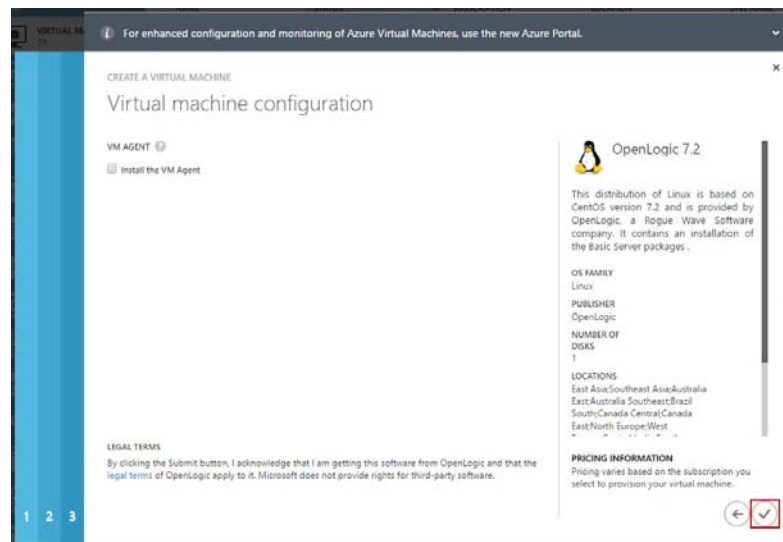 VIRTUAL MA
For enhanced configuration and monitoring of Azure Virtual Machines, use the new Azure Portal.
CREATE A VIRTUAL MACHINE
Virtual machine configuration
VM AGENT
Install the VM Agent
OpenLogic 7.2
This distribution of Linux is based on
CentOS version 7.2 and is provided by
OpenLogic, a Rogue Wave Software
company. It contains an installation of
the Basic Server packages .
OS FAMILY
Linux
PUBLISHER
OpenLogic
NUMBER OF
DISKS
1
LOCATIONS
East Asia;Southeast Asia;Australia
East;Australia Southeast;Brazil
South;Canada Central;Canada
East;North Europe;West
LEGAL TERMS
By clicking the Submit button, I acknowledge that I am getting this software from OpenLogic and that the
legal terms of OpenLogic apply to it. Microsoft does not provide rights for third-party software.
PRICING INFORMATION
Pricing varies based on the subscription you
select to provision your virtual machine.
1 2 3